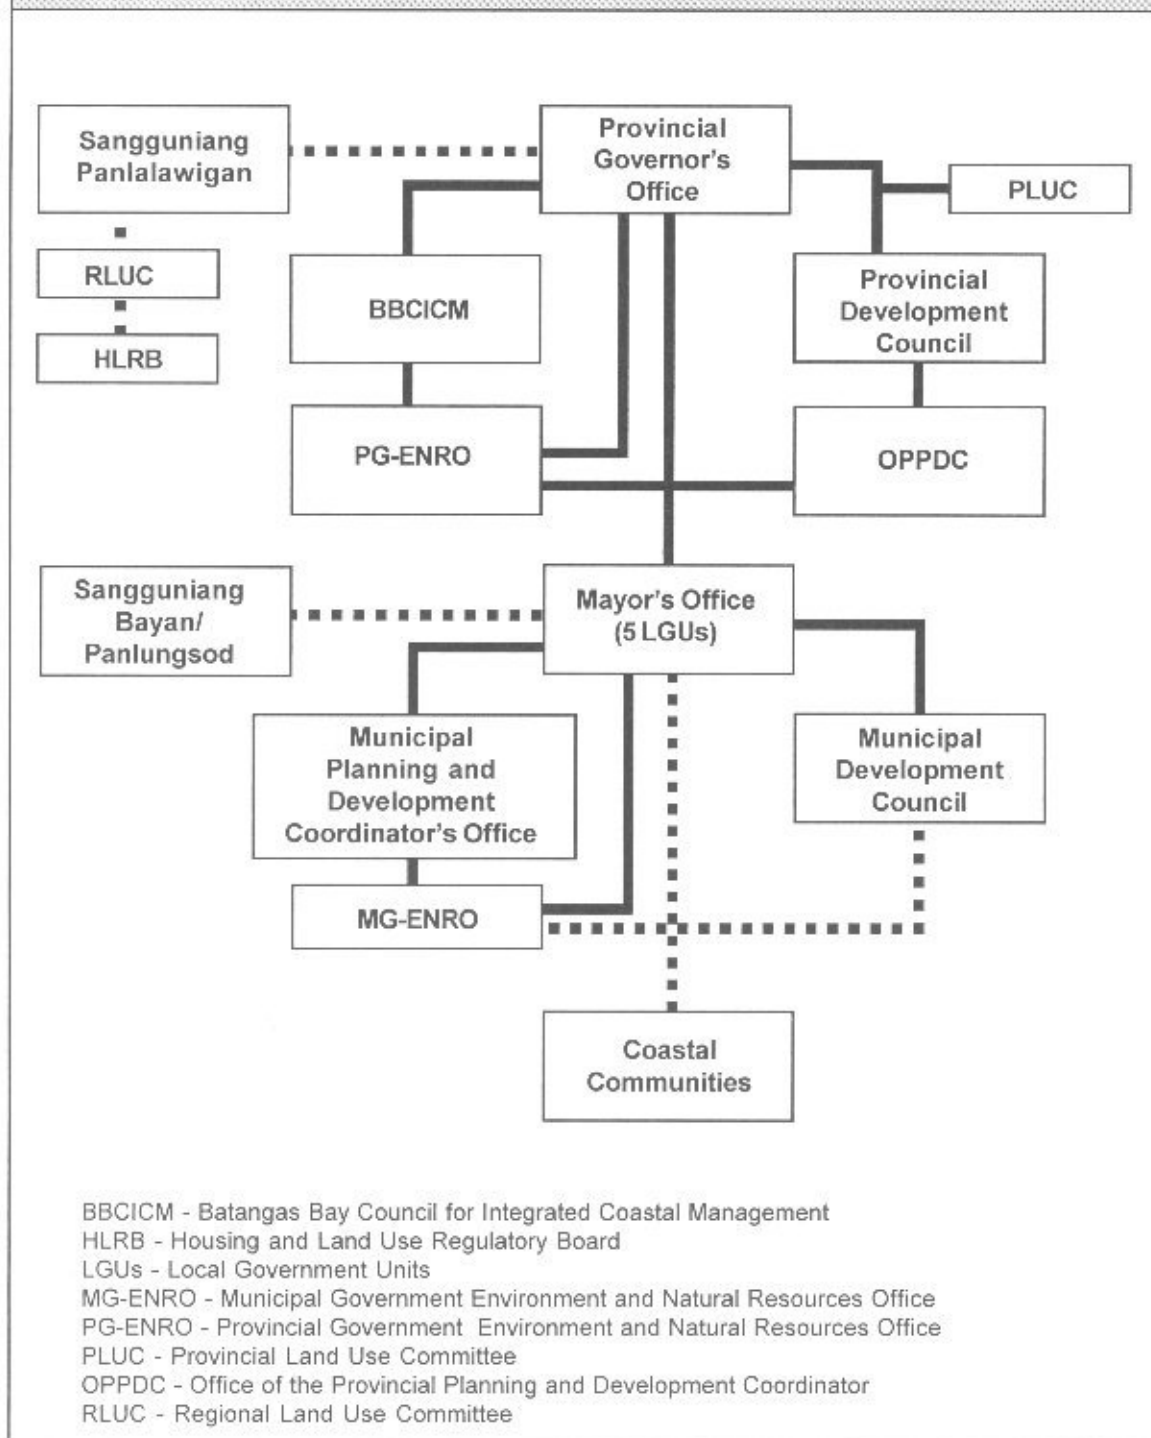 Sangguniang
Panlalawigan
Provincial
Governor's
Office
PLUC
RLUC
HLRB
BBCICM
Provincial
Development
Council
PG-ENRO
OPPDC
Sangguniang
Bayan/
Panlungsod
Mayor's Office
(5 LGUs)
Municipal
Planning and
Development
Coordinator's Office
Municipal
Development
Council
MG-ENRO
Coastal
Communities
BBCICM - Batangas Bay Council for Integrated Coastal Management
HLRB - Housing and Land Use Regulatory Board
LGUs - Local Government Units
MG-ENRO - Municipal Government Environment and Natural Resources Office
PG-ENRO - Provincial Government Environment and Natural Resources Office
PLUC - Provincial Land Use Committee
OPPDC - Office of the Provincial Planning and Development Coordinator
RLUC - Regional Land Use Committee